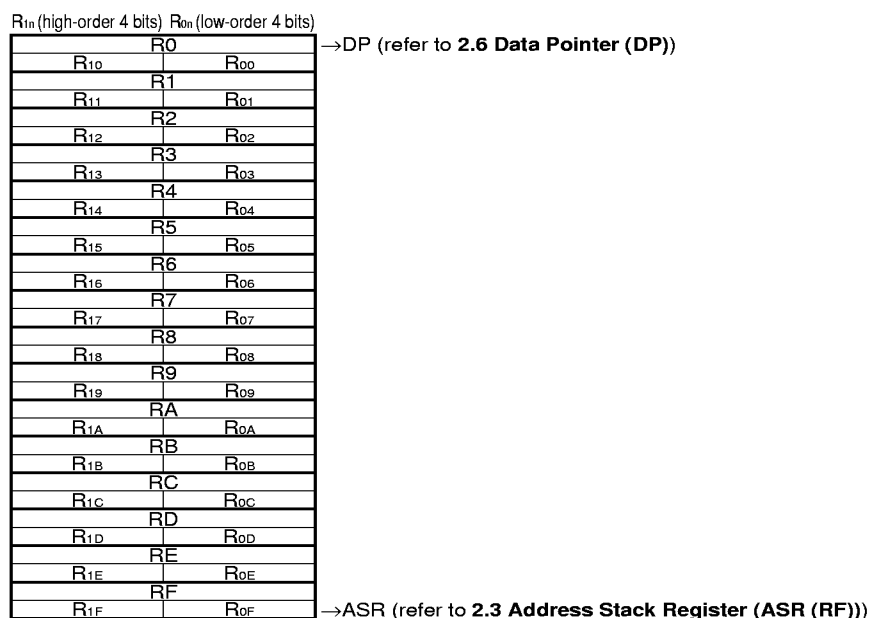 R1n (high-order 4 bits) R0n (low-order 4 bits)
R0 →DP (refer to 2.6 Data Pointer (DP))
R10 R00
R1
R11 R01
R2
R12 R02
R3
R13 R03
R4
R14 R04
R5
R15 R05
R6
R16 R06
R7
R17 R07
R8
R18 R08
R9
R19 R09
RA
R1A R0A
RB
R1B R0B
RC
R1C R0C
RD
R1D R0D
RE
R1E R0E
RF
R1F R0F →ASR (refer to 2.3 Address Stack Register (ASR (RF)))